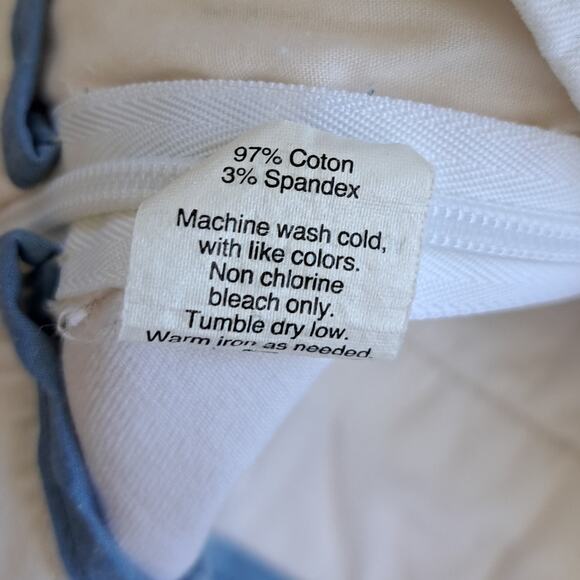 97% Coton
3% Spandex
Machine wash cold,
with like colors.
Non chlorine
bleach only.
Tumble dry low.
Warm iron as needed.